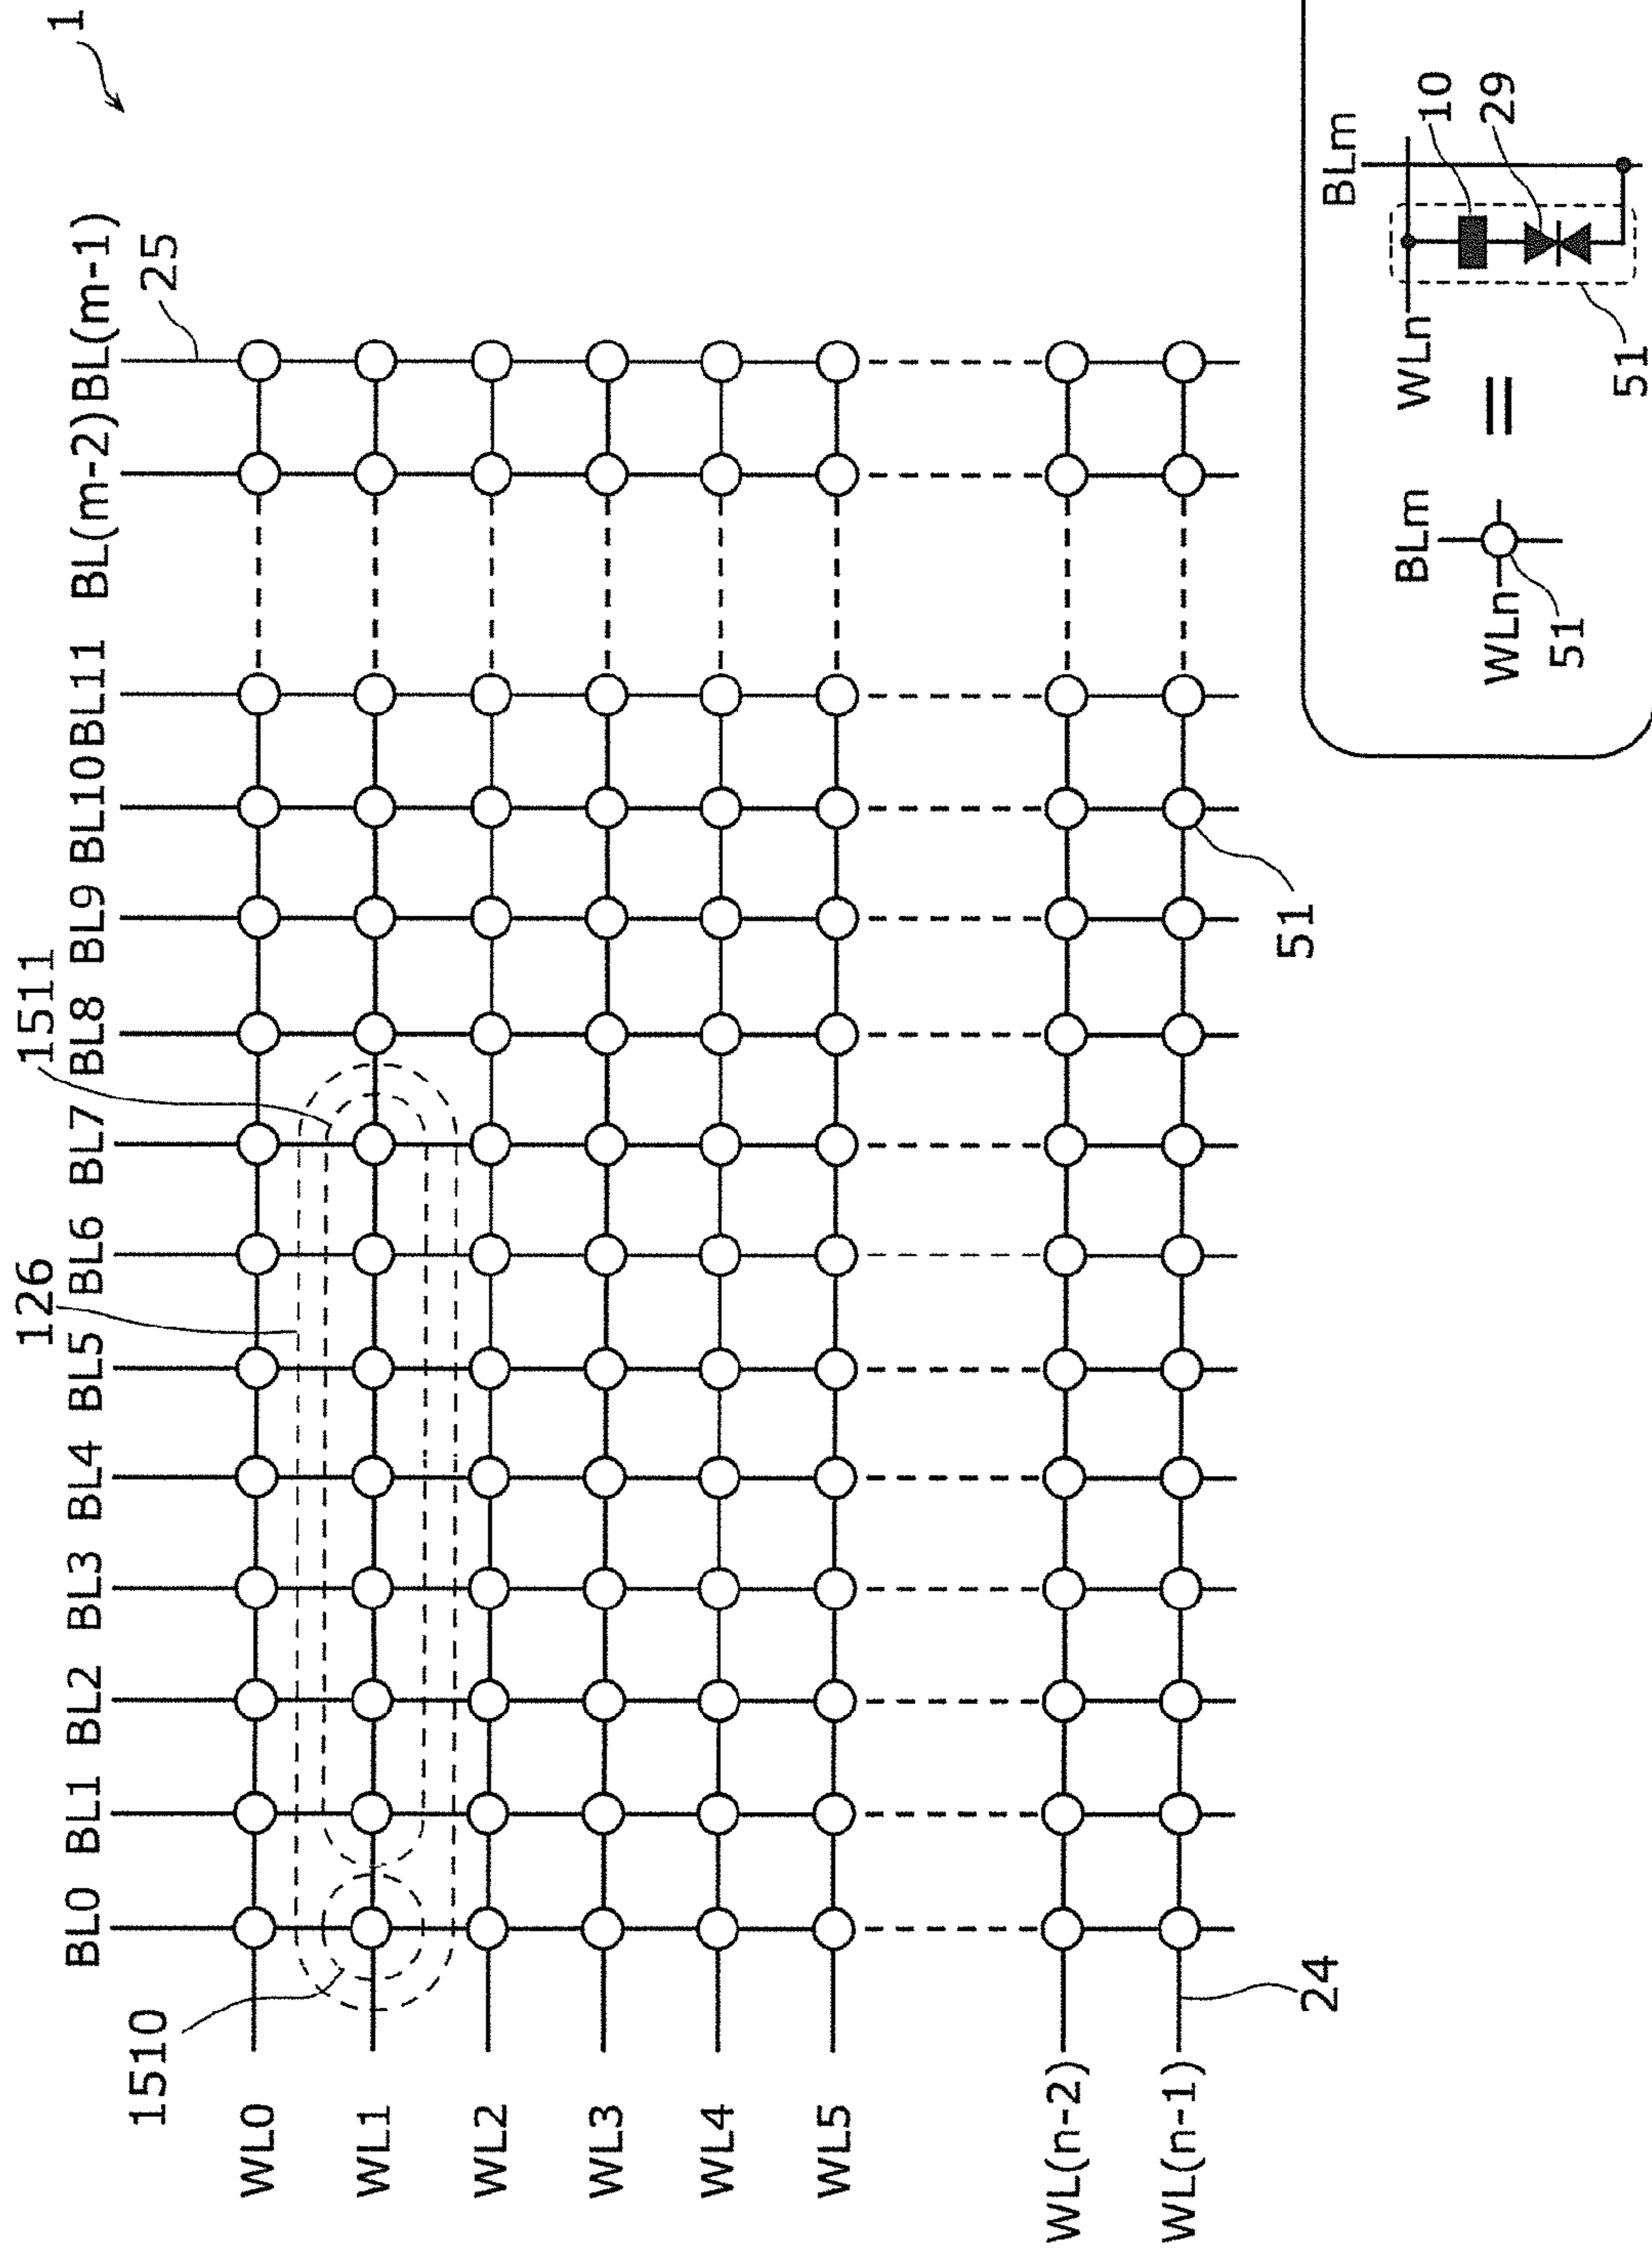 1
BL0 BL1 BL2 BL3 BL4 BL5 BL6 BL7 BL8 BL9 BL10 BL11 BL(m-2) BL(m-1)
126
1511
25
1510
WL0
WL1
WL2
WL3
WL4
WL5
WL(n-2)
WL(n-1)
24
51
BLm
WLn
51
=
BLm
WLn
10
29
51